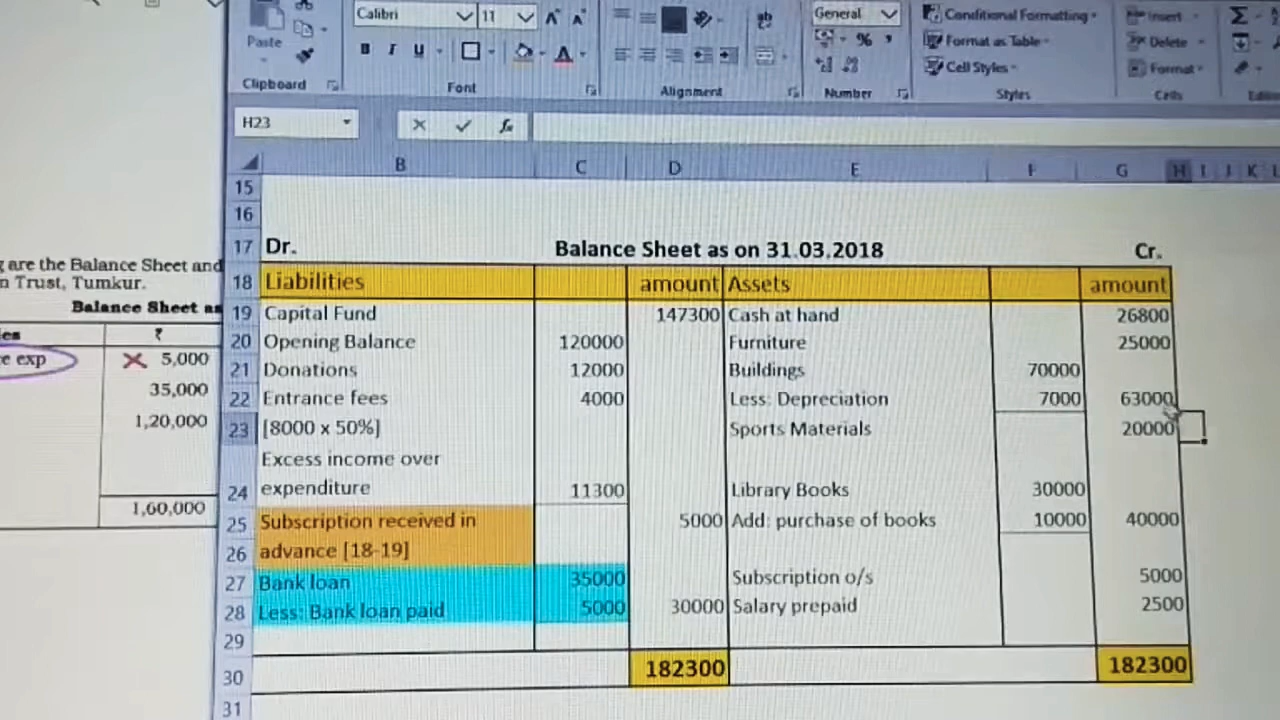 Calibri 11 General Conditional Formatting Insert
Paste B I U % , Format as Table Delete
Cell Styles Format
Clipboard Font Alignment Number Styles Cells
H23 fx
B C D E F G H I J K L
15
16
17 Dr. Balance Sheet as on 31.03.2018 Cr.
18 Liabilities amount Assets amount
19 Capital Fund 147300 Cash at hand 26800
20 Opening Balance 120000 Furniture 25000
21 Donations 12000 Buildings 70000
22 Entrance fees 4000 Less: Depreciation 7000 63000
23 [8000 x 50%] Sports Materials 20000
Excess income over
24 expenditure 11300 Library Books 30000
25 Subscription received in 5000 Add: purchase of books 10000 40000
26 advance [18-19]
27 Bank loan 35000 Subscription o/s 5000
28 Less: Bank loan paid 5000 30000 Salary prepaid 2500
29
30 182300 182300
31
are the Balance Sheet and
n Trust, Tumkur.
Balance Sheet as
es ₹
e exp 5,000
35,000
1,20,000
1,60,000